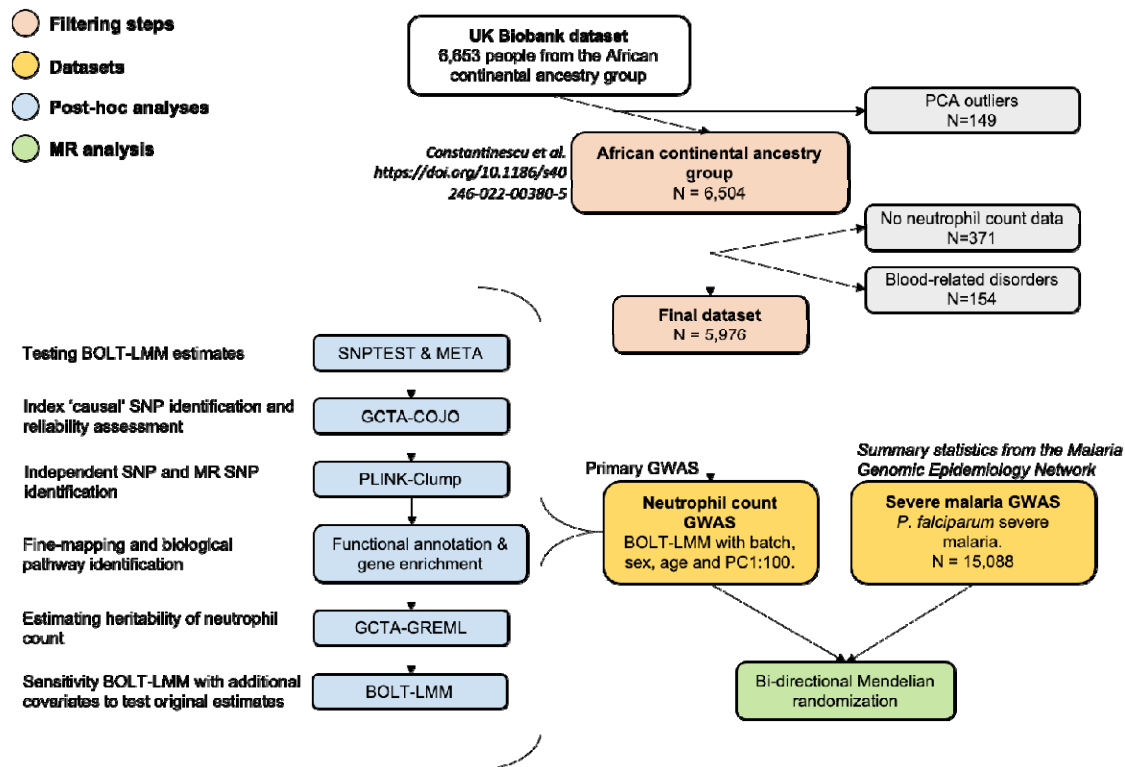 Filtering steps
Datasets
Post-hoc analyses
MR analysis
UK Biobank dataset
6,653 people from the African
continental ancestry group
PCA outliers
N=149
Constantinescu et al.
https://doi.org/10.1186/s40
246-022-00380-5
African continental ancestry
group
N = 6,504
No neutrophil count data
N=371
Blood-related disorders
N=154
Final dataset
N = 5,976
Testing BOLT-LMM estimates
SNPTEST & META
Index 'causal' SNP identification and
reliability assessment
GCTA-COJO
Independent SNP and MR SNP
identification
PLINK-Clump
Fine-mapping and biological
pathway identification
Functional annotation &
gene enrichment
Estimating heritability of neutrophil
count
GCTA-GREML
Sensitivity BOLT-LMM with additional
covariates to test original estimates
BOLT-LMM
Primary GWAS
Neutrophil count
GWAS
BOLT-LMM with batch,
sex, age and PC1:100.
Summary statistics from the Malaria
Genomic Epidemiology Network
Severe malaria GWAS
P. falciparum severe
malaria.
N = 15,088
Bi-directional Mendelian
randomization